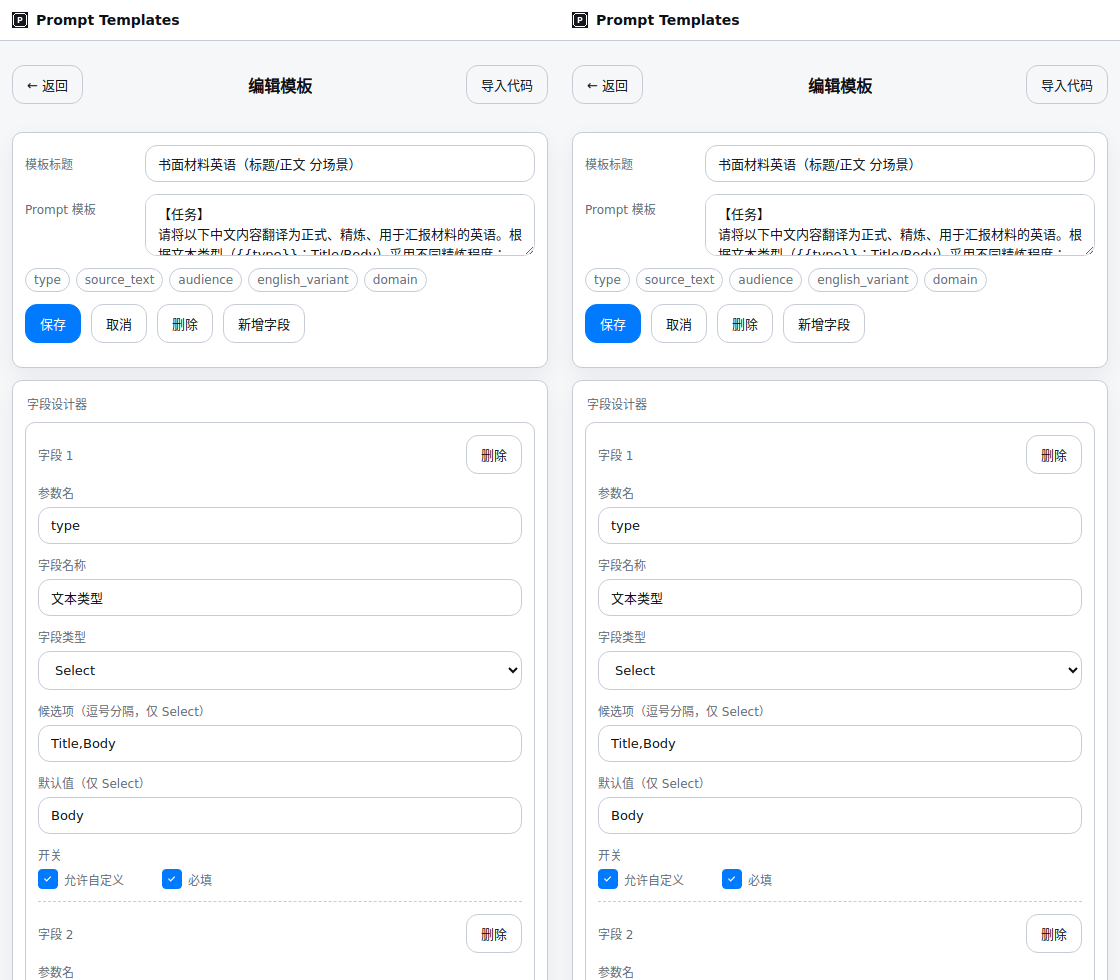 P Prompt Templates
← 返回
编辑模板
导入代码
模板标题
书面材料英语（标题/正文 分场景）
Prompt 模板
【任务】
请将以下中文内容翻译为正式、精炼、用于汇报材料的英语。根
据文本类型（{{type}}：Title/Body）采用不同精炼程度：
type
source_text
audience
english_variant
domain
保存
取消
删除
新增字段
字段设计器
字段 1
删除
参数名
type
字段名称
文本类型
字段类型
Select
候选项（逗号分隔，仅 Select）
Title,Body
默认值（仅 Select）
Body
开关
允许自定义
必填
字段 2
删除
参数名
P Prompt Templates
← 返回
编辑模板
导入代码
模板标题
书面材料英语（标题/正文 分场景）
Prompt 模板
【任务】
请将以下中文内容翻译为正式、精炼、用于汇报材料的英语。根
据文本类型（{{type}}：Title/Body）采用不同精炼程度：
type
source_text
audience
english_variant
domain
保存
取消
删除
新增字段
字段设计器
字段 1
删除
参数名
type
字段名称
文本类型
字段类型
Select
候选项（逗号分隔，仅 Select）
Title,Body
默认值（仅 Select）
Body
开关
允许自定义
必填
字段 2
删除
参数名